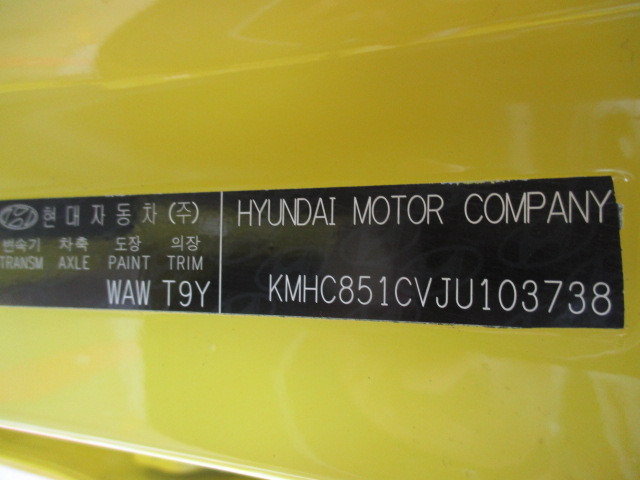 현대자동차(주)
변속기 차축 도장 의장
TRANSM AXLE PAINT TRIM
WAW T9Y
HYUNDAI MOTOR COMPANY
KMHC851CVJU103738